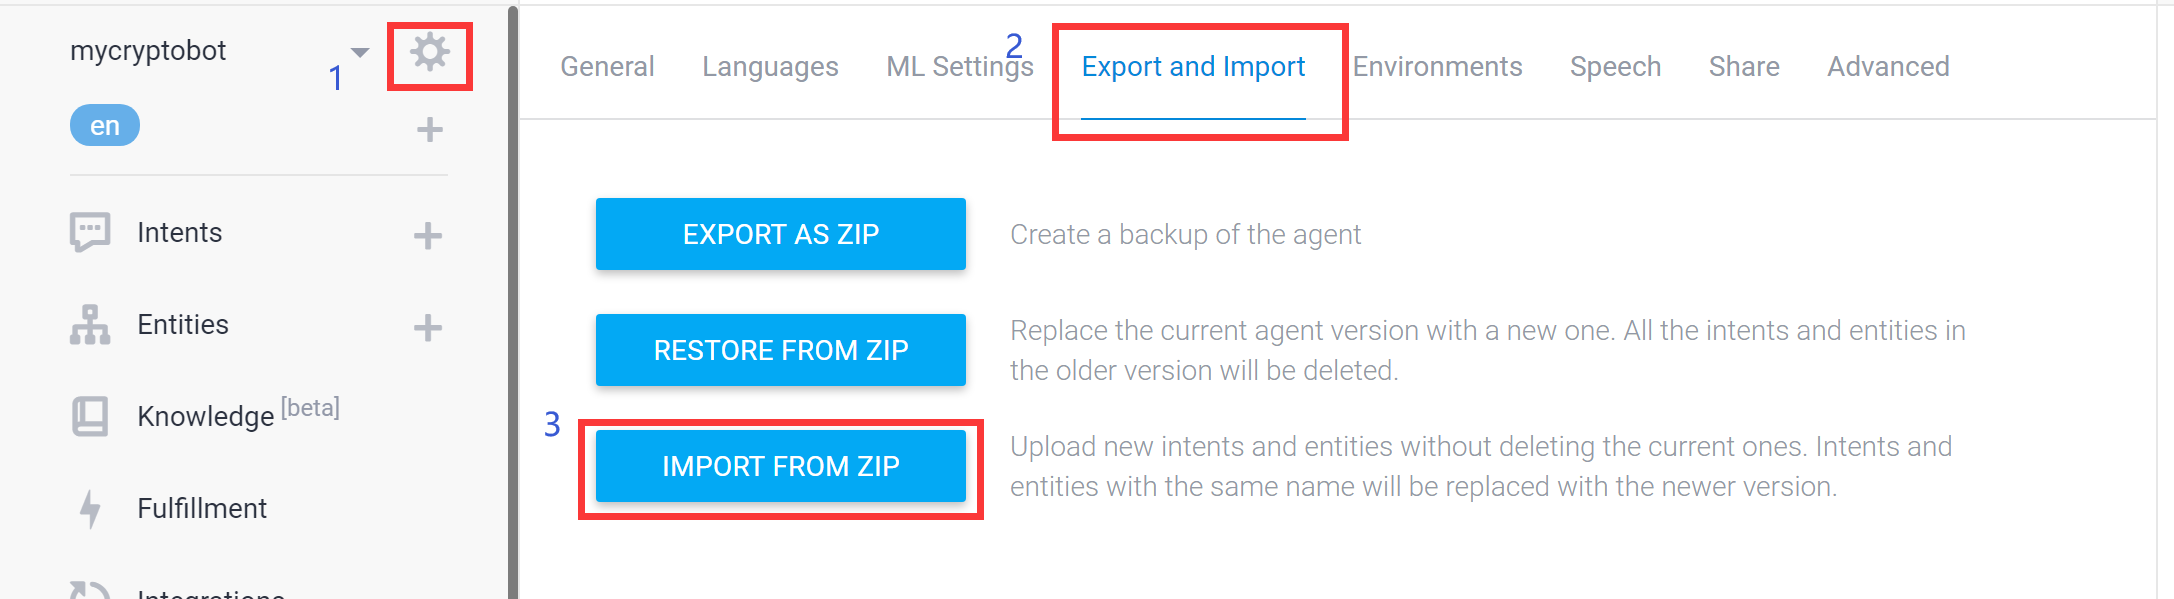 mycryptobot
1
en
Intents
Entities
Knowledge [beta]
Fulfillment
Integrations
2
General Languages ML Settings Export and Import Environments Speech Share Advanced
EXPORT AS ZIP
Create a backup of the agent
RESTORE FROM ZIP
Replace the current agent version with a new one. All the intents and entities in
the older version will be deleted.
3
IMPORT FROM ZIP
Upload new intents and entities without deleting the current ones. Intents and
entities with the same name will be replaced with the newer version.